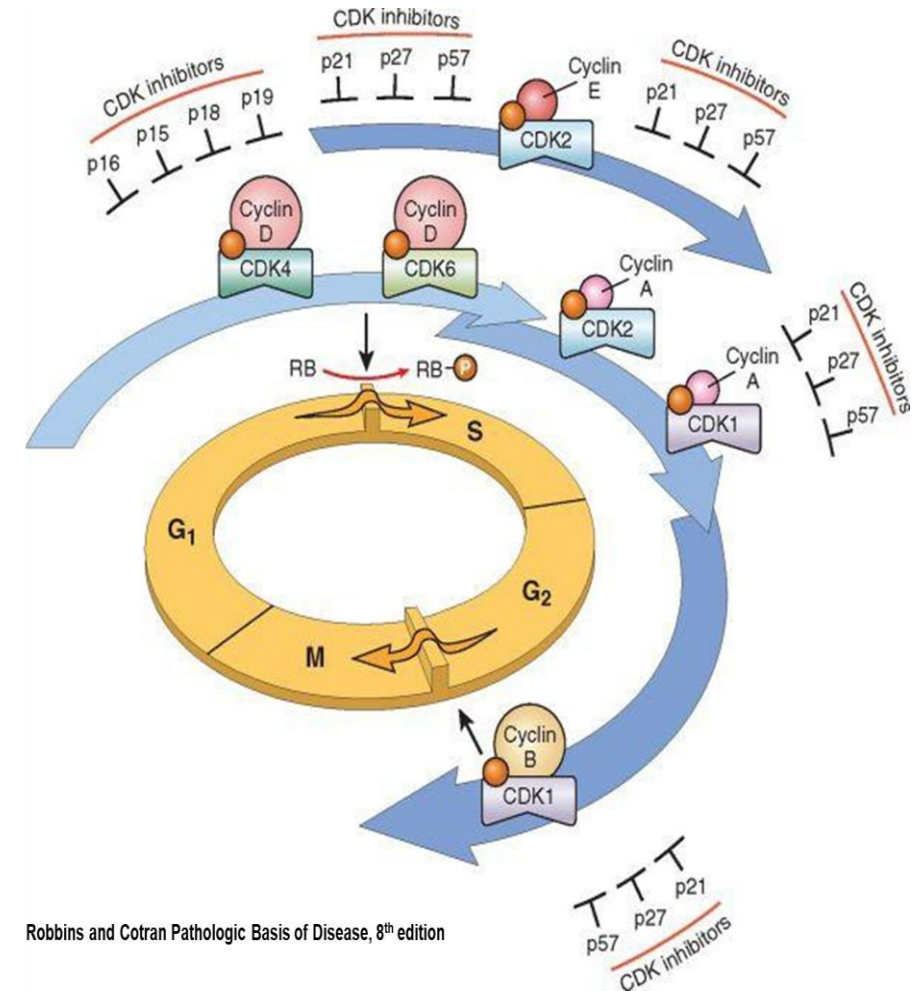 CDK inhibitors
p16
p15
p18
p19
CDK inhibitors
p21
p27
p57
Cyclin
E
CDK2
CDK inhibitors
p21
p27
p57
Cyclin
D
CDK4
Cyclin
D
CDK6
Cyclin
A
CDK2
Cyclin
A
CDK1
CDK inhibitors
p21
p27
p57
RB
RB-P
S
G₁
G₂
M
Cyclin
B
CDK1
p57
p27
p21
CDK inhibitors
Robbins and Cotran Pathologic Basis of Disease, 8th edition